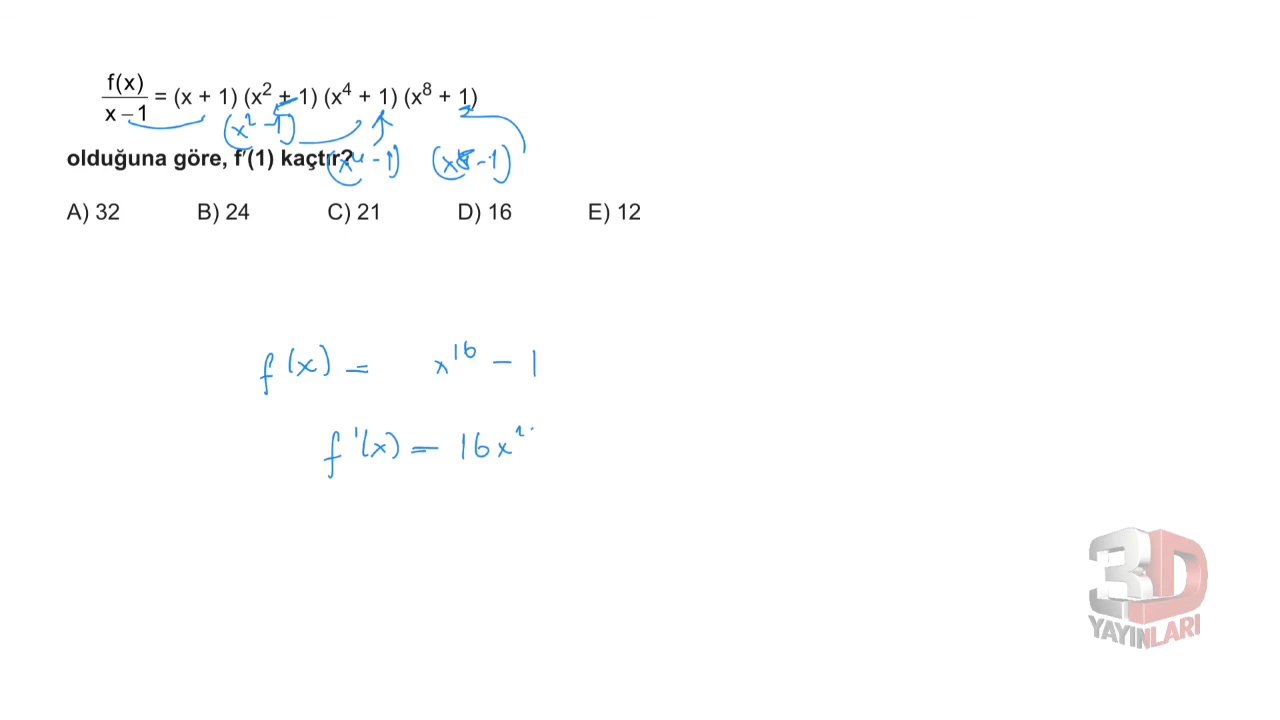 f(x)/(x – 1) = (x + 1) (x² + 1) (x⁴ + 1) (x⁸ + 1)
(x² - 1)
olduğuna göre, f′(1) kaçtır?
(x⁴ - 1) (x⁸ - 1)
A) 32 B) 24 C) 21 D) 16 E) 12
f(x) = x¹⁶ - 1
f'(x) = 16x
3D
YAYINLARI